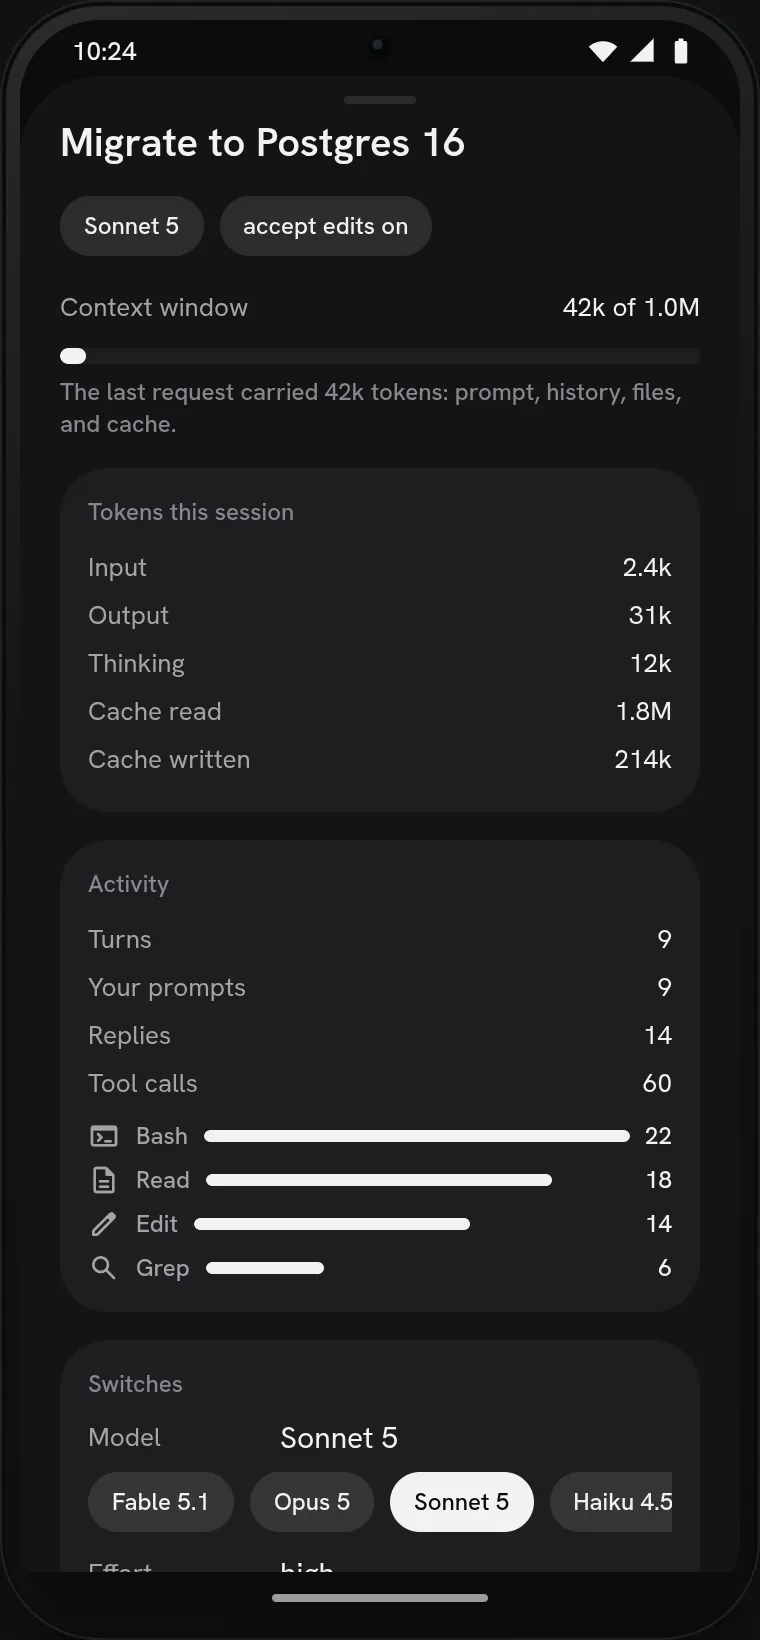 10:24
Migrate to Postgres 16
Sonnet 5
accept edits on
Context window 42k of 1.0M
The last request carried 42k tokens: prompt, history, files,
and cache.
Tokens this session
Input 2.4k
Output 31k
Thinking 12k
Cache read 1.8M
Cache written 214k
Activity
Turns 9
Your prompts 9
Replies 14
Tool calls 60
Bash 22
Read 18
Edit 14
Grep 6
Switches
Model Sonnet 5
Fable 5.1 Opus 5 Sonnet 5 Haiku 4.5
Effort high